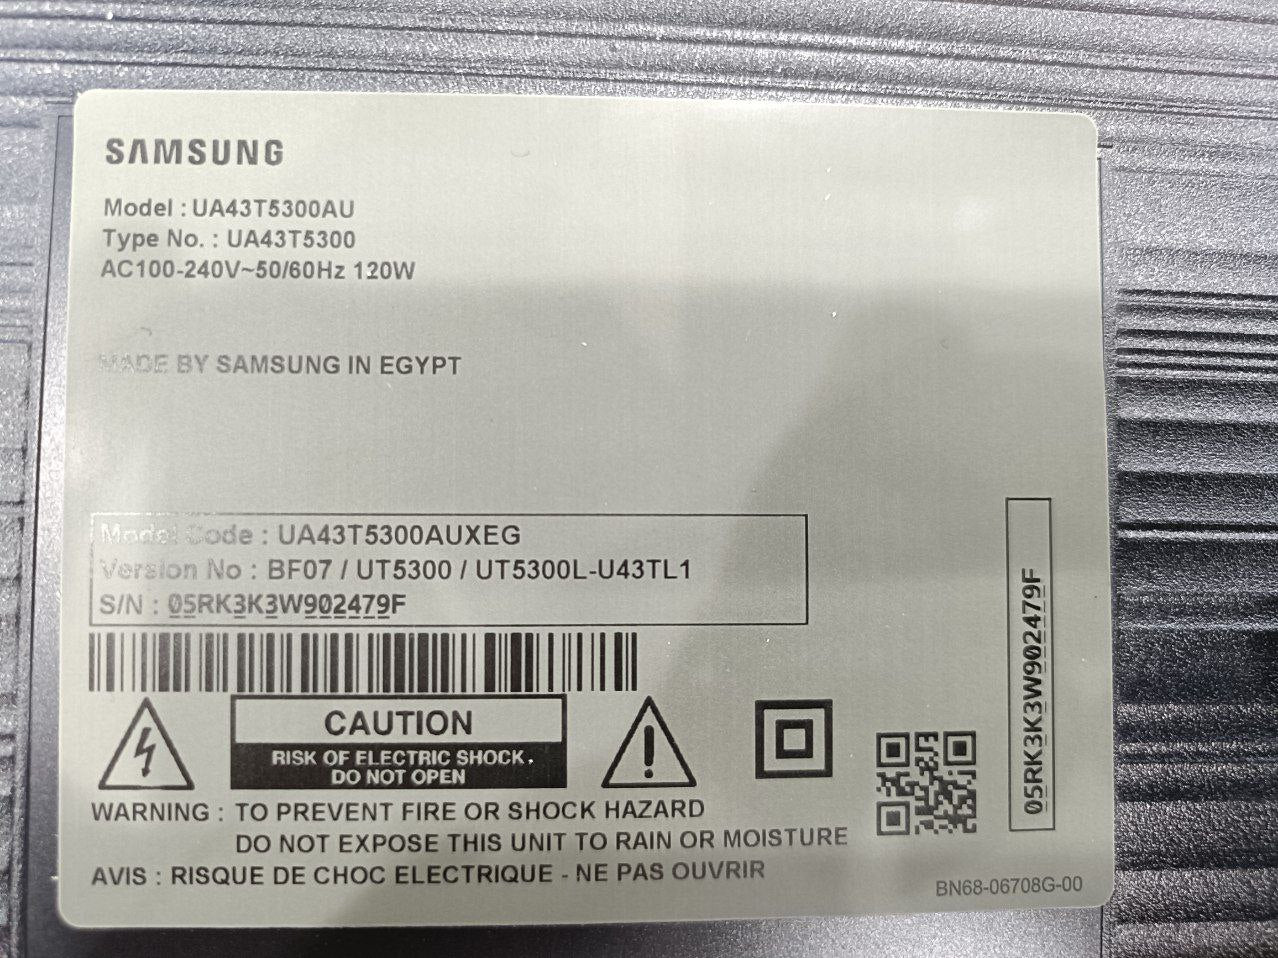 SAMSUNG
Model : UA43T5300AU
Type No. : UA43T5300
AC100-240V~50/60Hz 120W
MADE BY SAMSUNG IN EGYPT
Model Code : UA43T5300AUXEG
Version No : BF07 / UT5300 / UT5300L-U43TL1
S/N : 05RK3K3W902479F
CAUTION
RISK OF ELECTRIC SHOCK.
DO NOT OPEN
WARNING : TO PREVENT FIRE OR SHOCK HAZARD
DO NOT EXPOSE THIS UNIT TO RAIN OR MOISTURE
AVIS : RISQUE DE CHOC ELECTRIQUE - NE PAS OUVRIR
05RK3K3W902479F
BN68-06708G-00